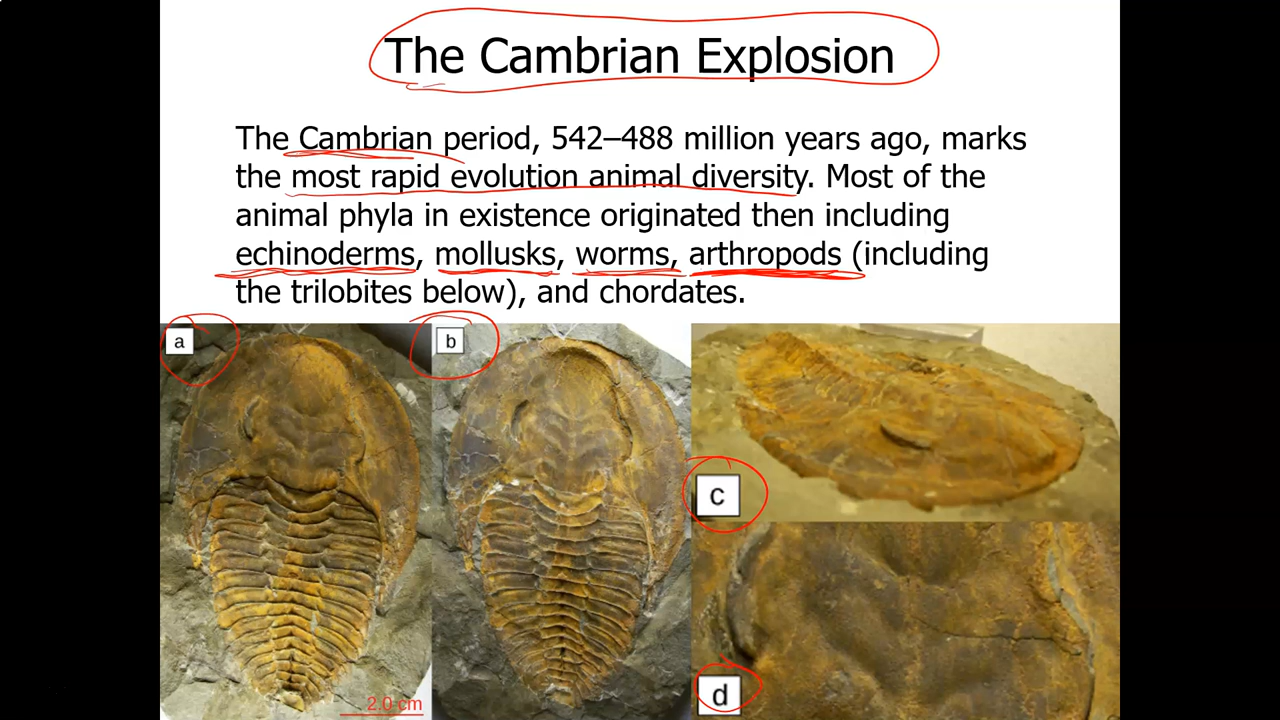 The Cambrian Explosion
The Cambrian period, 542–488 million years ago, marks
the most rapid evolution animal diversity. Most of the
animal phyla in existence originated then including
echinoderms, mollusks, worms, arthropods (including
the trilobites below), and chordates.
a
b
c
d
2.0 cm